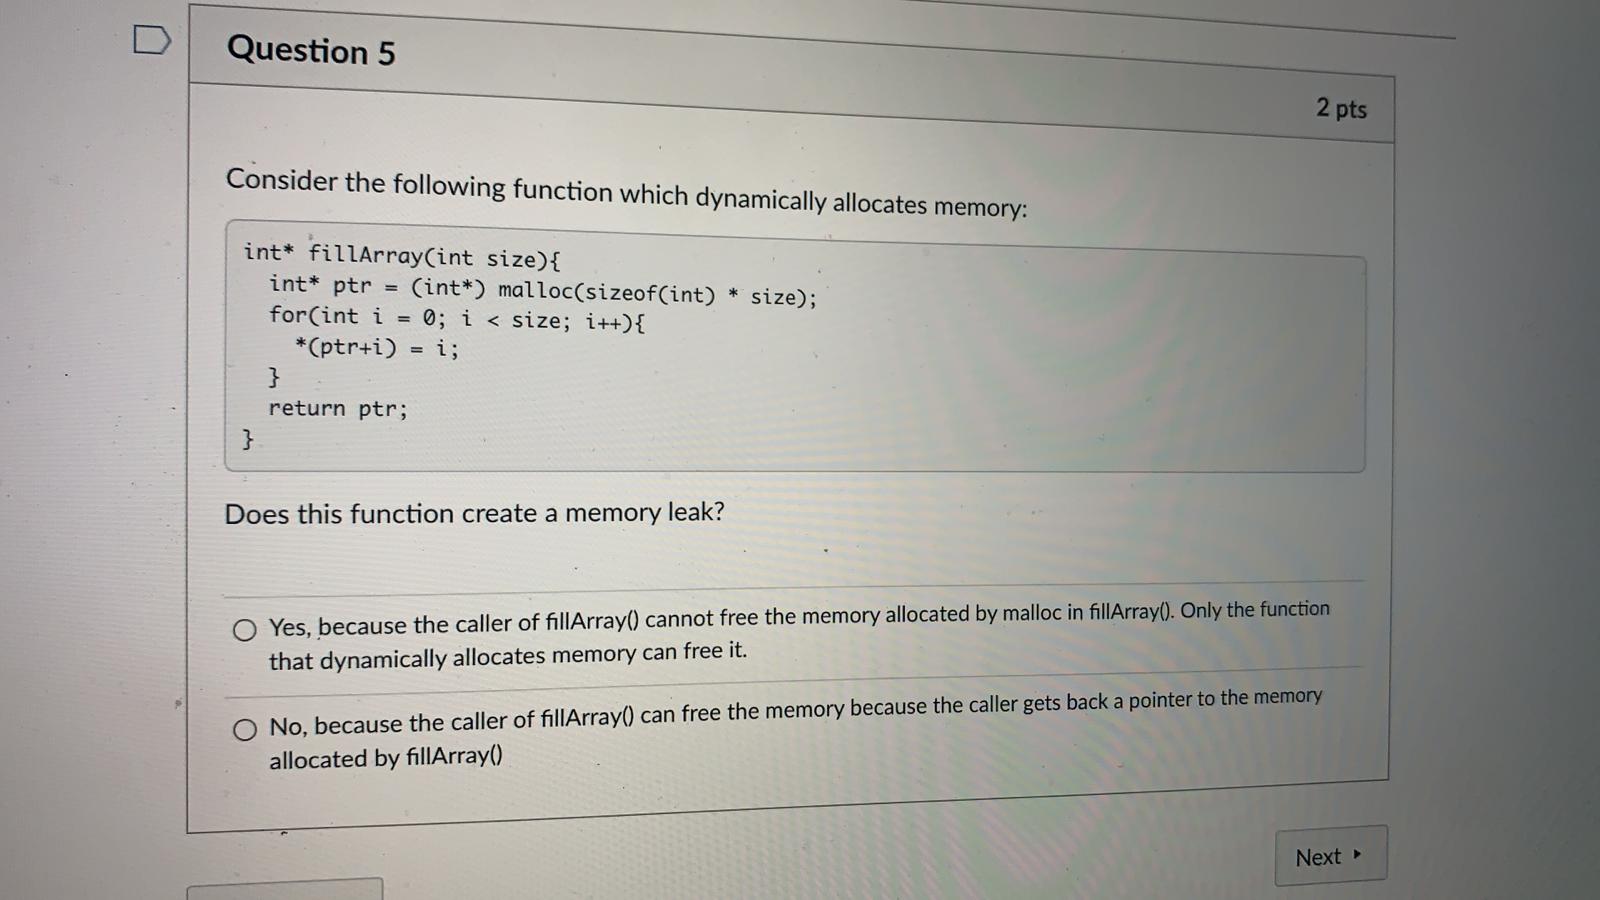 Question 5
2 pts
Consider the following function which dynamically allocates memory:
int* fillArray(int size){
int* ptr = (int*) malloc(sizeof(int) * size);
for(int i = 0; i < size; i++){
*(ptr+i) = i;
}
return ptr;
}
Does this function create a memory leak?
Yes, because the caller of fillArray() cannot free the memory allocated by malloc in fillArray(). Only the function
that dynamically allocates memory can free it.
No, because the caller of fillArray() can free the memory because the caller gets back a pointer to the memory
allocated by fillArray()
Next